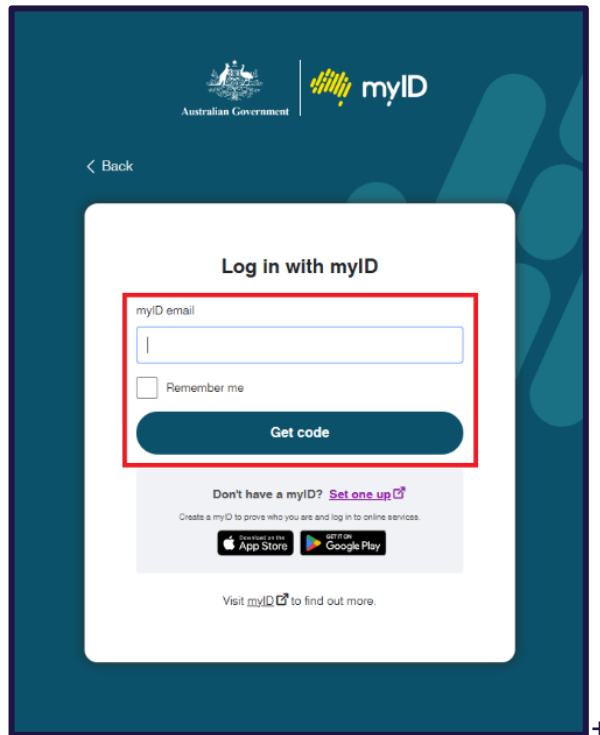 Australian Government
myID
< Back
Log in with myID
myID email
Remember me
Get code
Don't have a myID? Set one up
Create a myID to prove who you are and log in to online services.
Download on the App Store
GET IT ON Google Play
Visit myID to find out more.
+